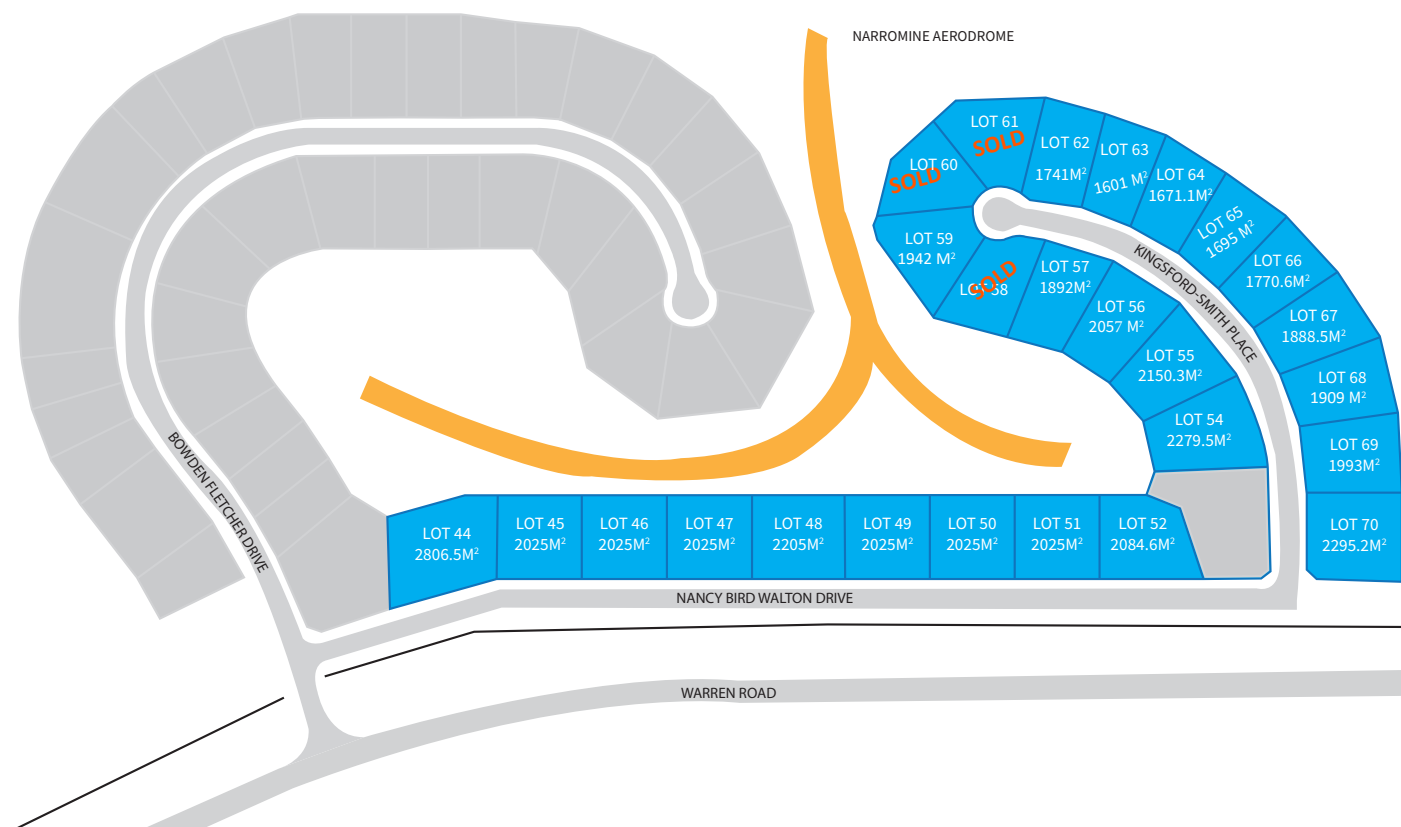 NARROMINE AERODROME
LOT 61
SOLD
LOT 60
SOLD
LOT 62
1741M²
LOT 63
1601 M²
LOT 64
1671.1M²
LOT 65
1695 M²
LOT 66
1770.6M²
LOT 67
1888.5M²
LOT 68
1909 M²
LOT 69
1993M²
LOT 70
2295.2M²
LOT 59
1942 M²
LOT 58
SOLD
LOT 57
1892M²
LOT 56
2057 M²
LOT 55
2150.3M²
LOT 54
2279.5M²
KINGSFORD-SMITH PLACE
BOWDEN FLETCHER DRIVE
LOT 44
2806.5M²
LOT 45
2025M²
LOT 46
2025M²
LOT 47
2025M²
LOT 48
2205M²
LOT 49
2025M²
LOT 50
2025M²
LOT 51
2025M²
LOT 52
2084.6M²
NANCY BIRD WALTON DRIVE
WARREN ROAD